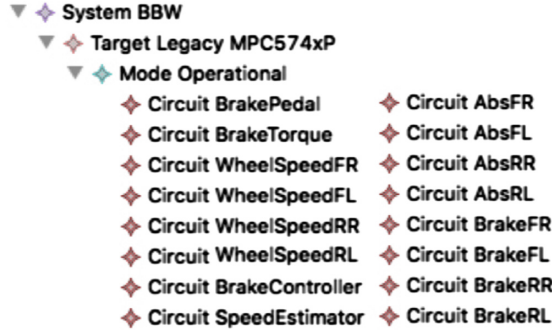 System BBW
Target Legacy MPC574xP
Mode Operational
Circuit BrakePedal
Circuit BrakeTorque
Circuit WheelSpeedFR
Circuit WheelSpeedFL
Circuit WheelSpeedRR
Circuit WheelSpeedRL
Circuit BrakeController
Circuit SpeedEstimator
Circuit AbsFR
Circuit AbsFL
Circuit AbsRR
Circuit AbsRL
Circuit BrakeFR
Circuit BrakeFL
Circuit BrakeRR
Circuit BrakeRL